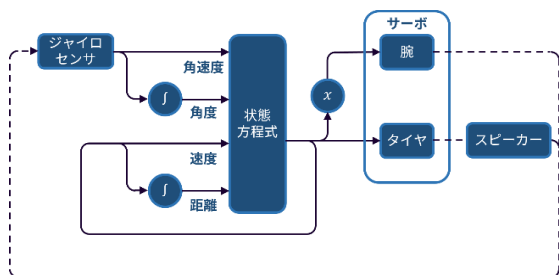 サーボ
ジャイロ
センサ
角速度
∫
角度
状態
方程式
速度
∫
距離
x
腕
タイヤ
スピーカー